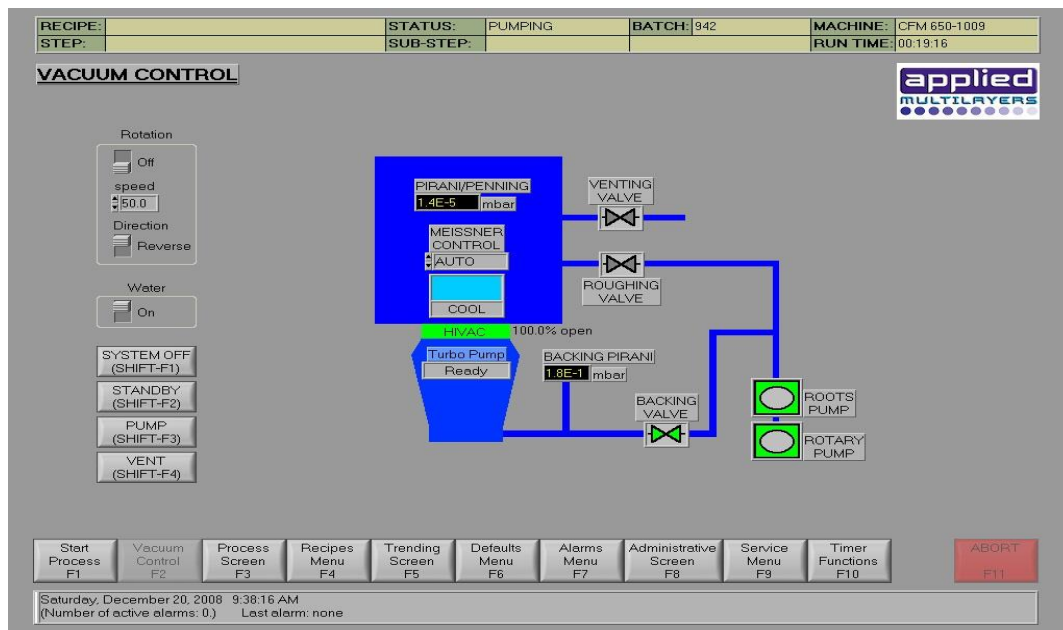 RECIPE: STATUS: PUMPING BATCH: 942 MACHINE: CFM 650-1009
STEP: SUB-STEP: RUN TIME: 00:19:16
VACUUM CONTROL
applied
MULTILAYERS
Rotation
Off
speed
50.0
Direction
Reverse
Water
On
SYSTEM OFF
(SHIFT-F1)
STANDBY
(SHIFT-F2)
PUMP
(SHIFT-F3)
VENT
(SHIFT-F4)
PIRANI/PENNING
1.4E-5 mbar
MEISSNER
CONTROL
AUTO
COOL
HIVAC 100.0% open
Turbo Pump
Ready
VENTING
VALVE
ROUGHING
VALVE
BACKING PIRANI
1.8E-1 mbar
BACKING
VALVE
ROOTS
PUMP
ROTARY
PUMP
Start
Process
F1
Vacuum
Control
F2
Process
Screen
F3
Recipes
Menu
F4
Trending
Screen
F5
Defaults
Menu
F6
Alarms
Menu
F7
Administrative
Screen
F8
Service
Menu
F9
Timer
Functions
F10
ABORT
F11
Saturday, December 20, 2008 9:38:16 AM
(Number of active alarms: 0.) Last alarm: none